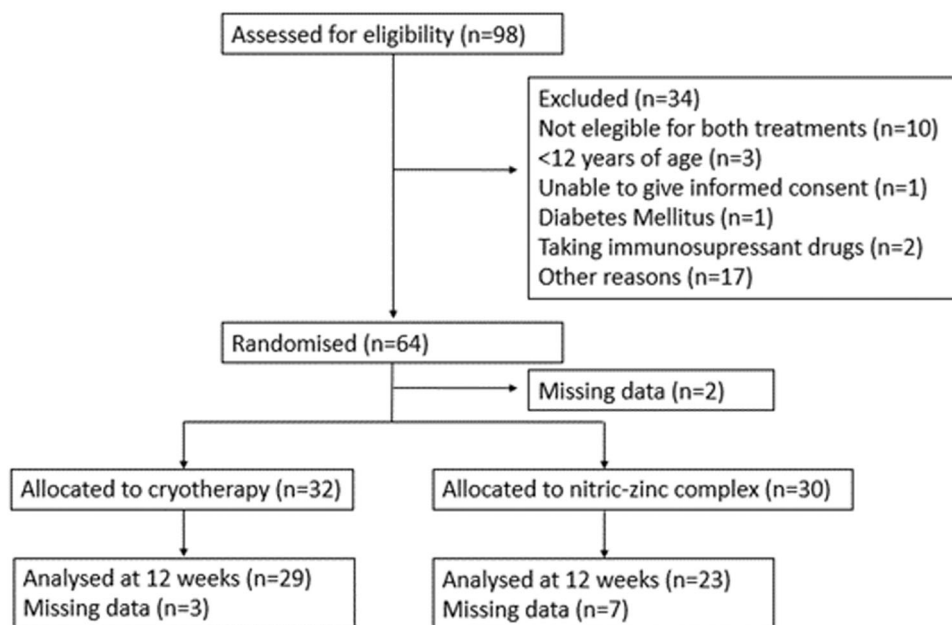 Assessed for eligibility (n=98)
Excluded (n=34)
Not elegible for both treatments (n=10)
<12 years of age (n=3)
Unable to give informed consent (n=1)
Diabetes Mellitus (n=1)
Taking immunosupressant drugs (n=2)
Other reasons (n=17)
Randomised (n=64)
Missing data (n=2)
Allocated to cryotherapy (n=32)
Allocated to nitric-zinc complex (n=30)
Analysed at 12 weeks (n=29)
Missing data (n=3)
Analysed at 12 weeks (n=23)
Missing data (n=7)